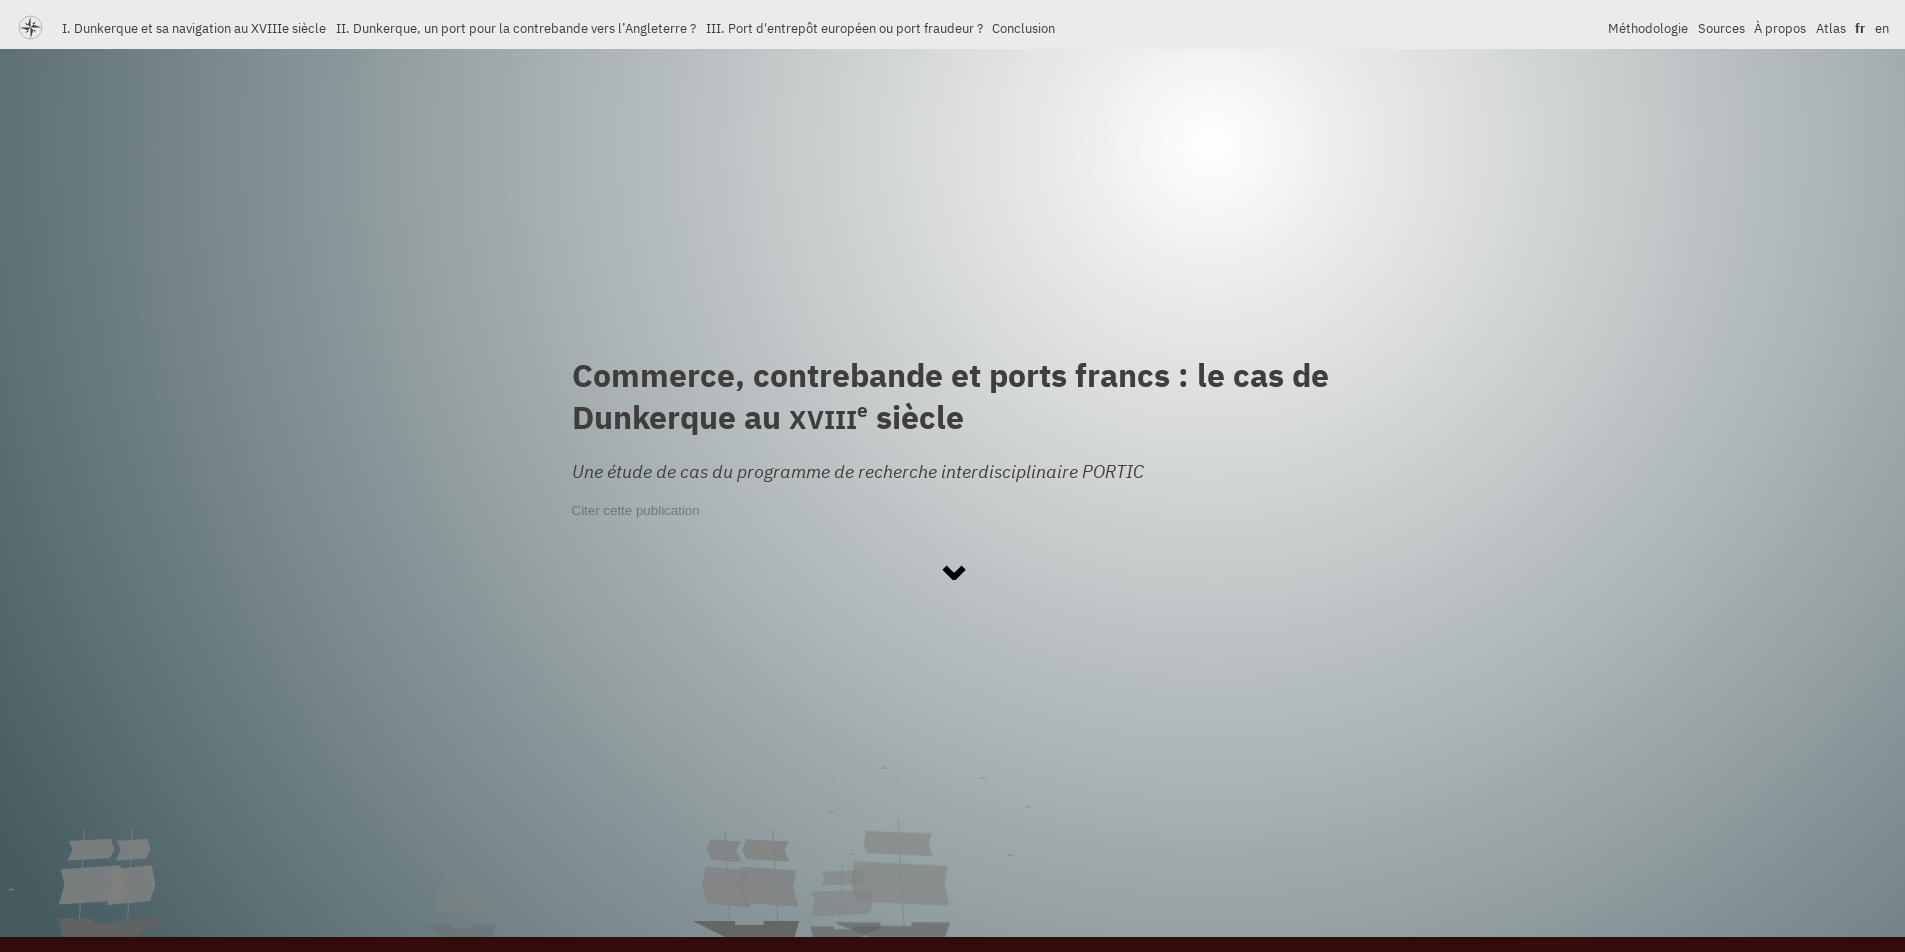 I. Dunkerque et sa navigation au XVIIIe siècle II. Dunkerque, un port pour la contrebande vers l’Angleterre ? III. Port d'entrepôt européen ou port fraudeur ? Conclusion Méthodologie Sources À propos Atlas fr en
Commerce, contrebande et ports francs : le cas de
Dunkerque au XVIIIe siècle
Une étude de cas du programme de recherche interdisciplinaire PORTIC
Citer cette publication